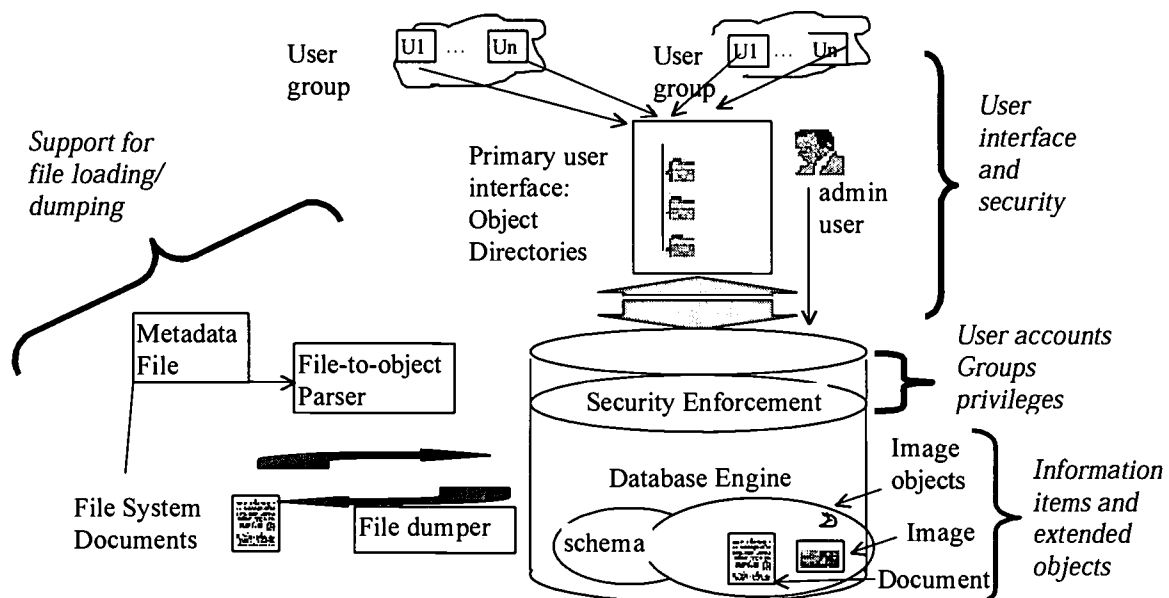 User
group
U1 … Un
User
group
U1 … Un
User
interface
and
security
Support for
file loading/
dumping
Primary user
interface:
Object
Directories
admin
user
Metadata
File
File-to-object
Parser
User accounts
Groups
privileges
Security Enforcement
File System
Documents
File dumper
Database Engine
Image
objects
schema
Image
Document
Information
items and
extended
objects